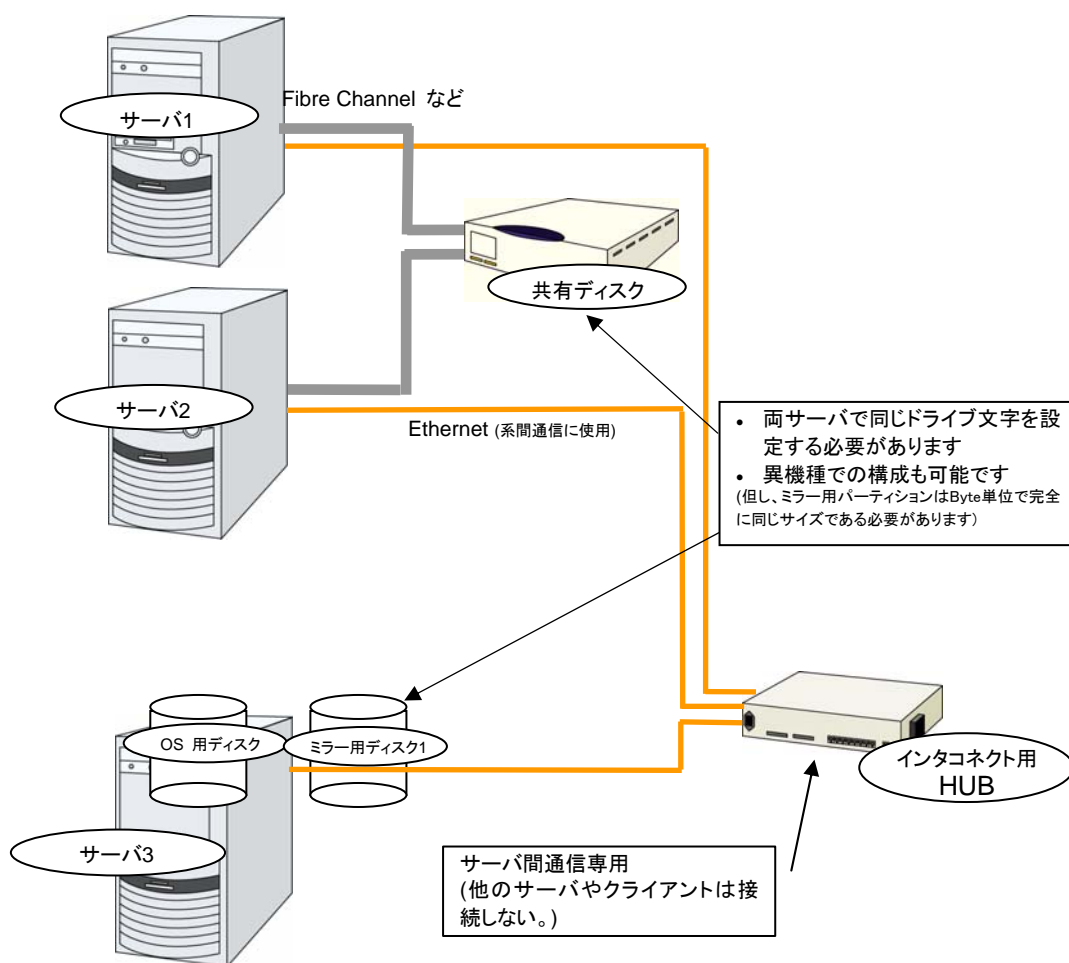 Fibre Channel など
サーバ1
共有ディスク
サーバ2
Ethernet (系間通信に使用)
• 両サーバで同じドライブ文字を設
定する必要があります
• 異機種での構成も可能です
(但し、ミラー用パーティションはByte単位で完全
に同じサイズである必要があります)
OS 用ディスク
ミラー用ディスク1
インタコネクト用
HUB
サーバ3
サーバ間通信専用
(他のサーバやクライアントは接
続しない。)